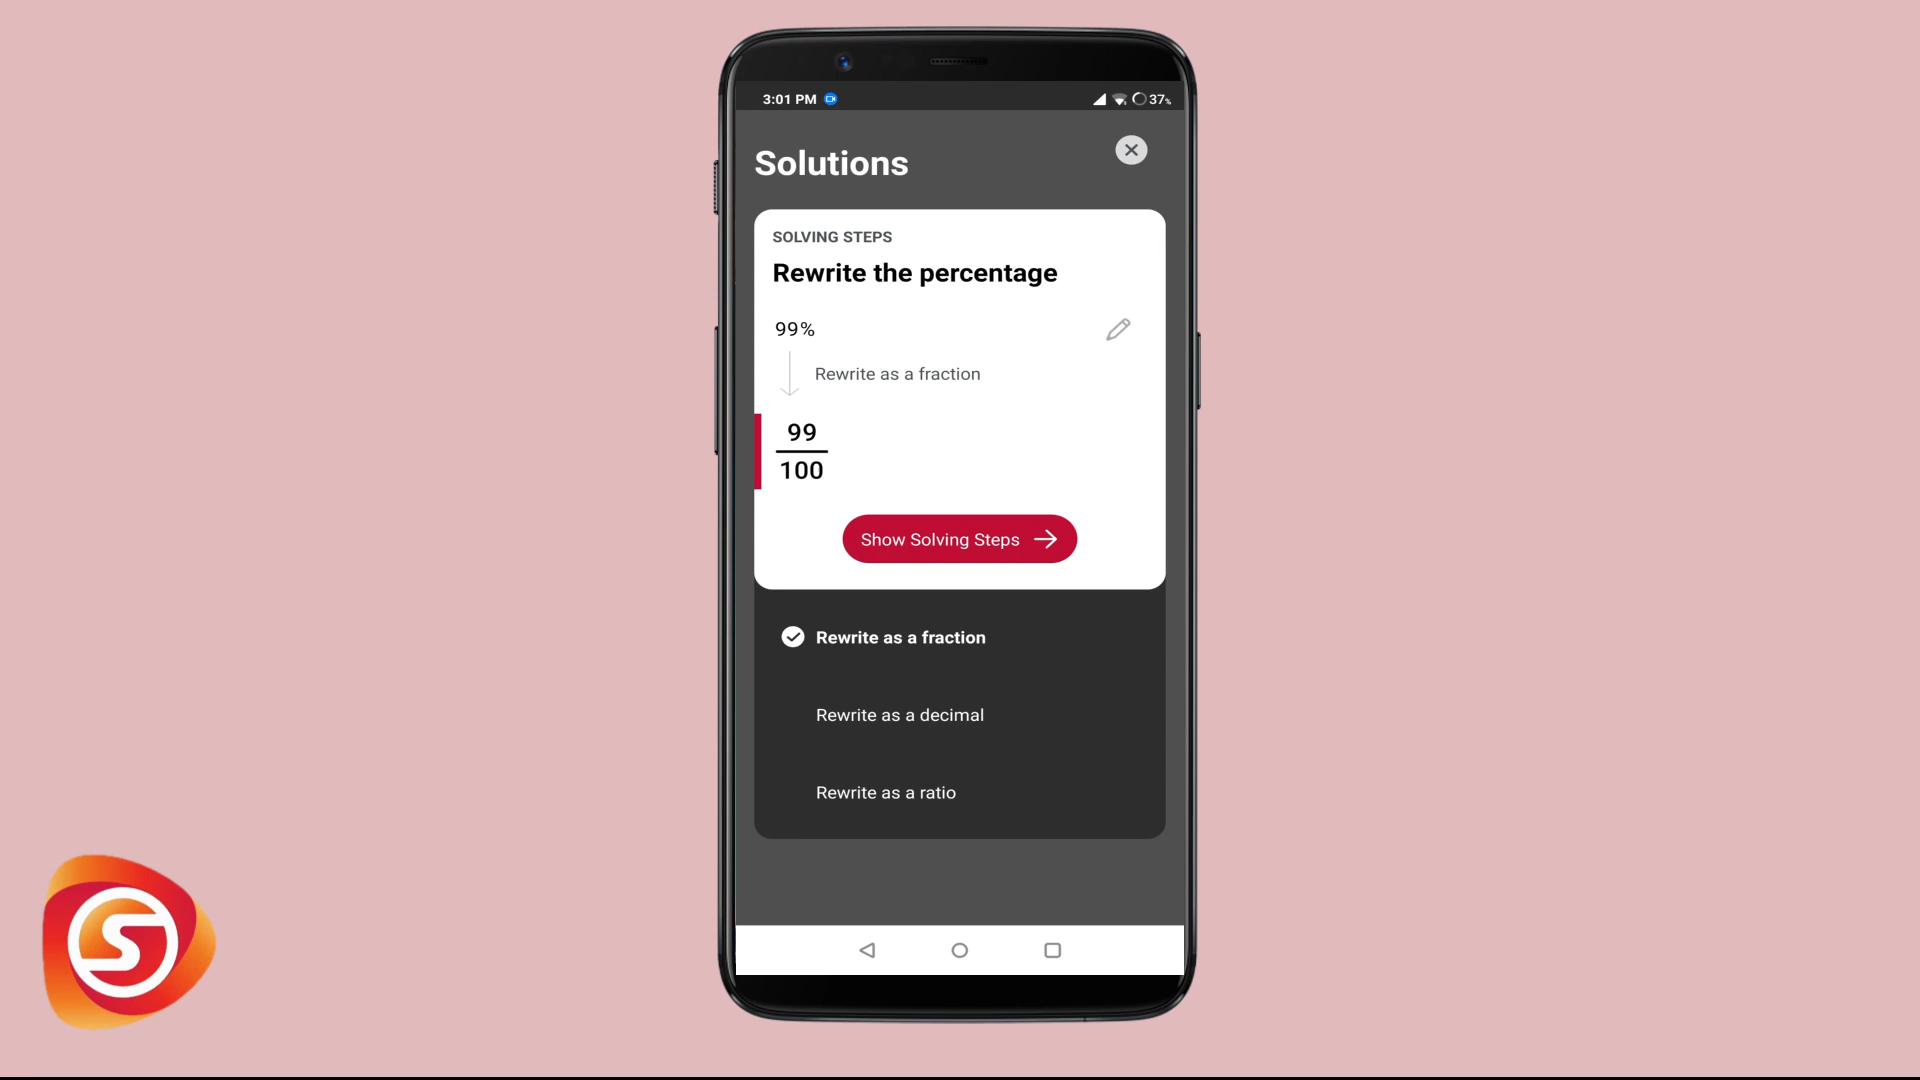 3:01 PM
37%
Solutions
SOLVING STEPS
Rewrite the percentage
99%
Rewrite as a fraction
99
100
Show Solving Steps
Rewrite as a fraction
Rewrite as a decimal
Rewrite as a ratio
S